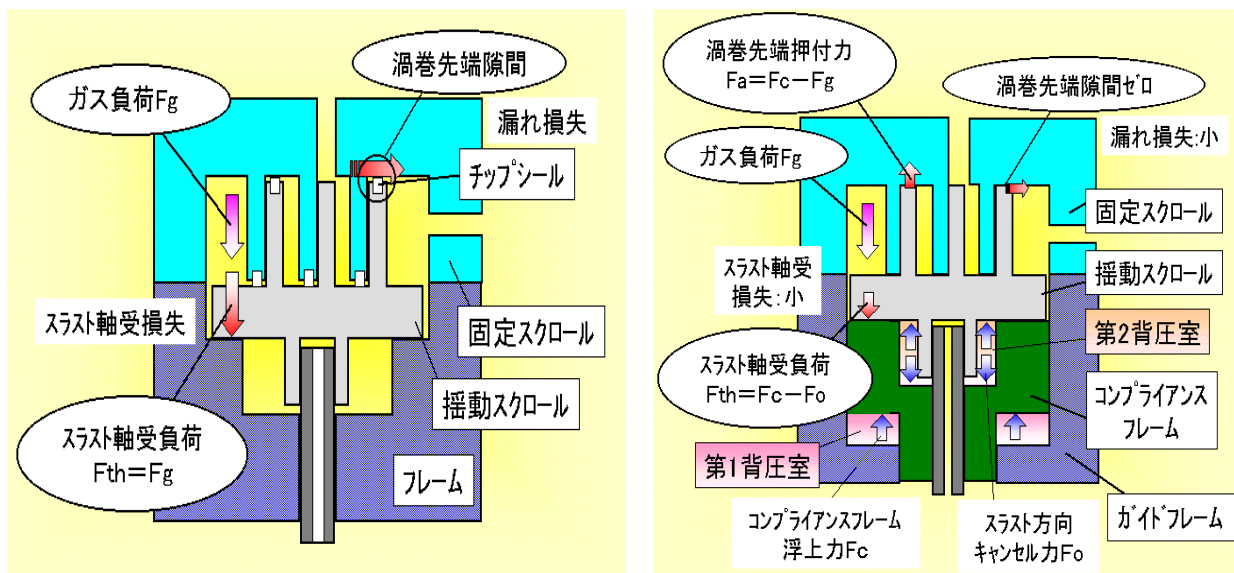 渦巻先端隙間
ガス負荷Fg
漏れ損失
チップシール
スラスト軸受損失
固定スクロール
揺動スクロール
スラスト軸受負荷
Fth=Fg
フレーム
渦巻先端押付力
Fa=Fc-Fg
渦巻先端隙間ゼロ
漏れ損失:小
ガス負荷Fg
固定スクロール
スラスト軸受
損失:小
揺動スクロール
第2背圧室
スラスト軸受負荷
Fth=Fc-Fo
コンプライアンス
フレーム
第1背圧室
コンプライアンスフレーム
浮上力Fc
スラスト方向
キャンセル力Fo
ガイドフレーム